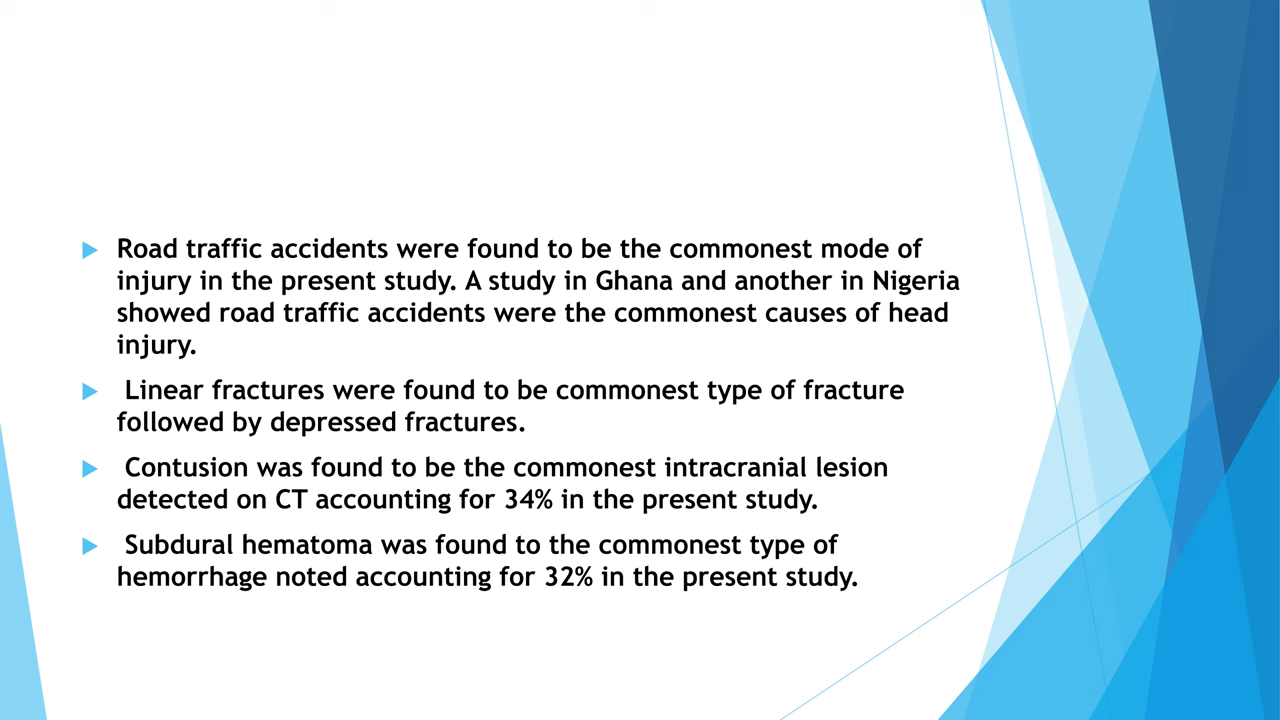 Road traffic accidents were found to be the commonest mode of
injury in the present study. A study in Ghana and another in Nigeria
showed road traffic accidents were the commonest causes of head
injury.
Linear fractures were found to be commonest type of fracture
followed by depressed fractures.
Contusion was found to be the commonest intracranial lesion
detected on CT accounting for 34% in the present study.
Subdural hematoma was found to the commonest type of
hemorrhage noted accounting for 32% in the present study.